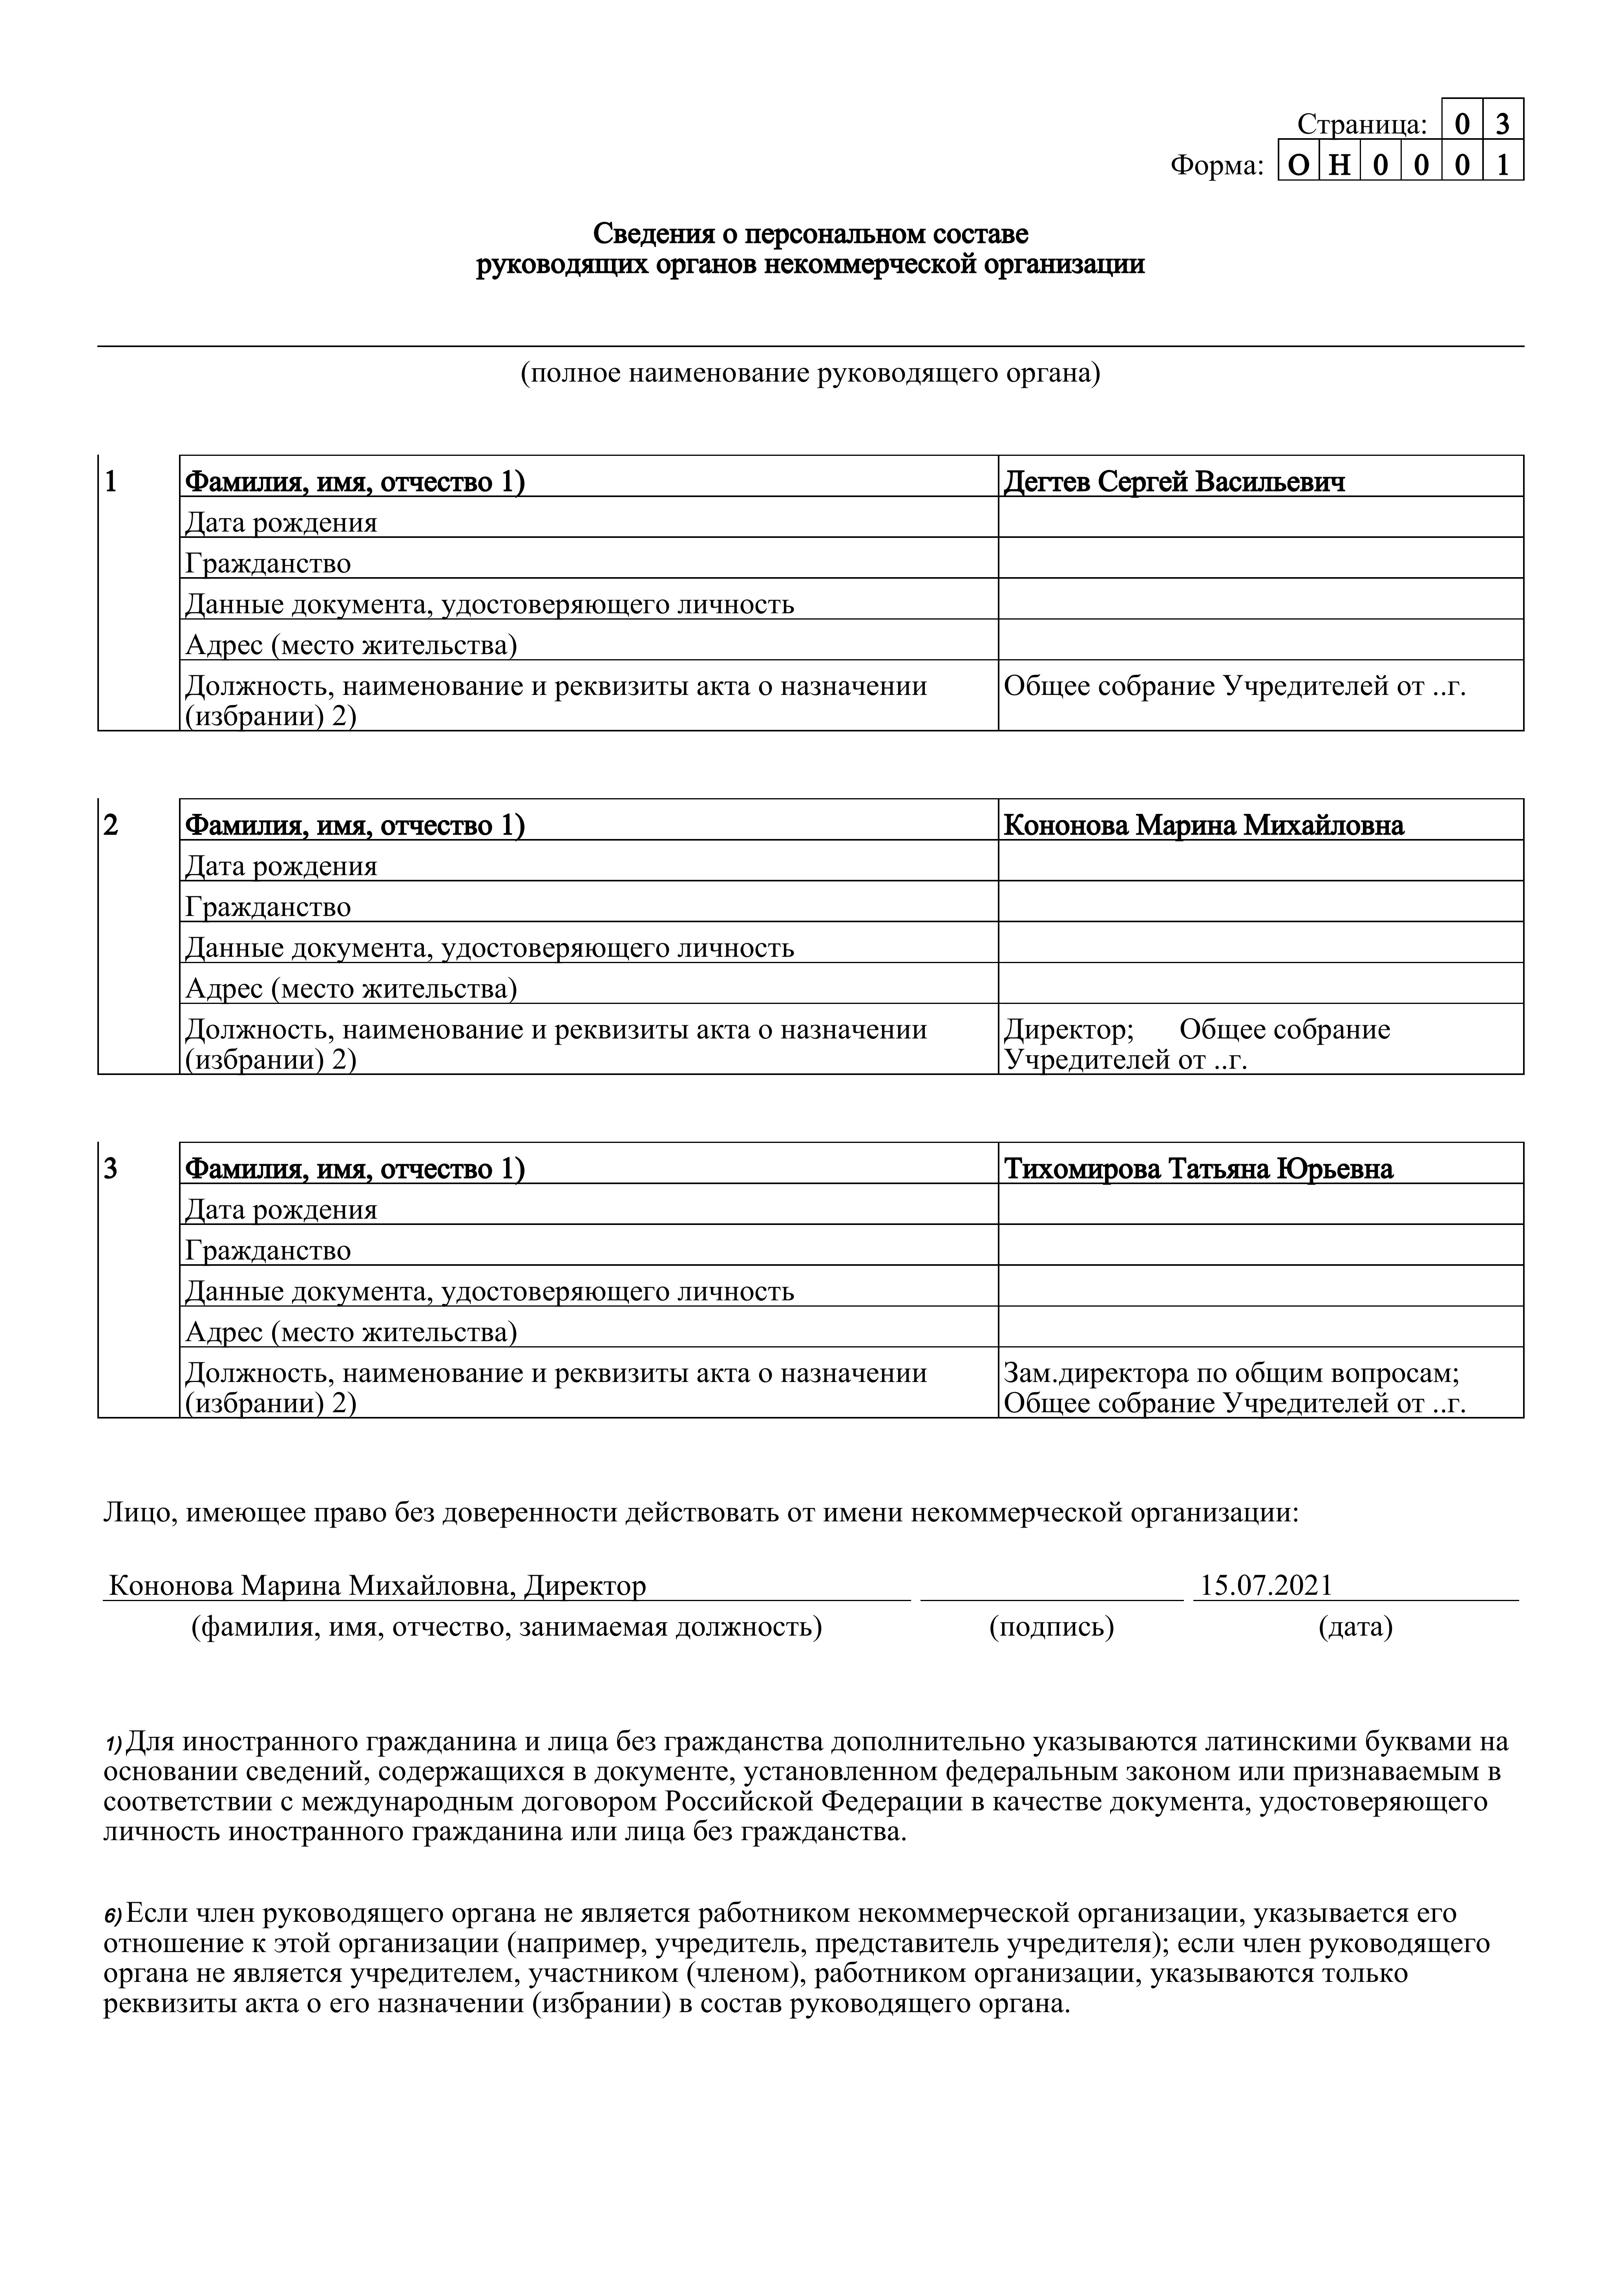 Страница: 0 3
Форма: О Н 0 0 0 1
Сведения о персональном составе
руководящих органов некоммерческой организации
(полное наименование руководящего органа)
1 Фамилия, имя, отчество 1) Дегтев Сергей Васильевич
Дата рождения
Гражданство
Данные документа, удостоверяющего личность
Адрес (место жительства)
Должность, наименование и реквизиты акта о назначении Общее собрание Учредителей от ..г.
(избрании) 2)
2 Фамилия, имя, отчество 1) Кононова Марина Михайловна
Дата рождения
Гражданство
Данные документа, удостоверяющего личность
Адрес (место жительства)
Должность, наименование и реквизиты акта о назначении Директор; Общее собрание
(избрании) 2) Учредителей от ..г.
3 Фамилия, имя, отчество 1) Тихомирова Татьяна Юрьевна
Дата рождения
Гражданство
Данные документа, удостоверяющего личность
Адрес (место жительства)
Должность, наименование и реквизиты акта о назначении Зам.директора по общим вопросам;
(избрании) 2) Общее собрание Учредителей от ..г.
Лицо, имеющее право без доверенности действовать от имени некоммерческой организации:
Кононова Марина Михайловна, Директор 15.07.2021
(фамилия, имя, отчество, занимаемая должность) (подпись) (дата)
1) Для иностранного гражданина и лица без гражданства дополнительно указываются латинскими буквами на
основании сведений, содержащихся в документе, установленном федеральным законом или признаваемым в
соответствии с международным договором Российской Федерации в качестве документа, удостоверяющего
личность иностранного гражданина или лица без гражданства.
6) Если член руководящего органа не является работником некоммерческой организации, указывается его
отношение к этой организации (например, учредитель, представитель учредителя); если член руководящего
органа не является учредителем, участником (членом), работником организации, указываются только
реквизиты акта о его назначении (избрании) в состав руководящего органа.